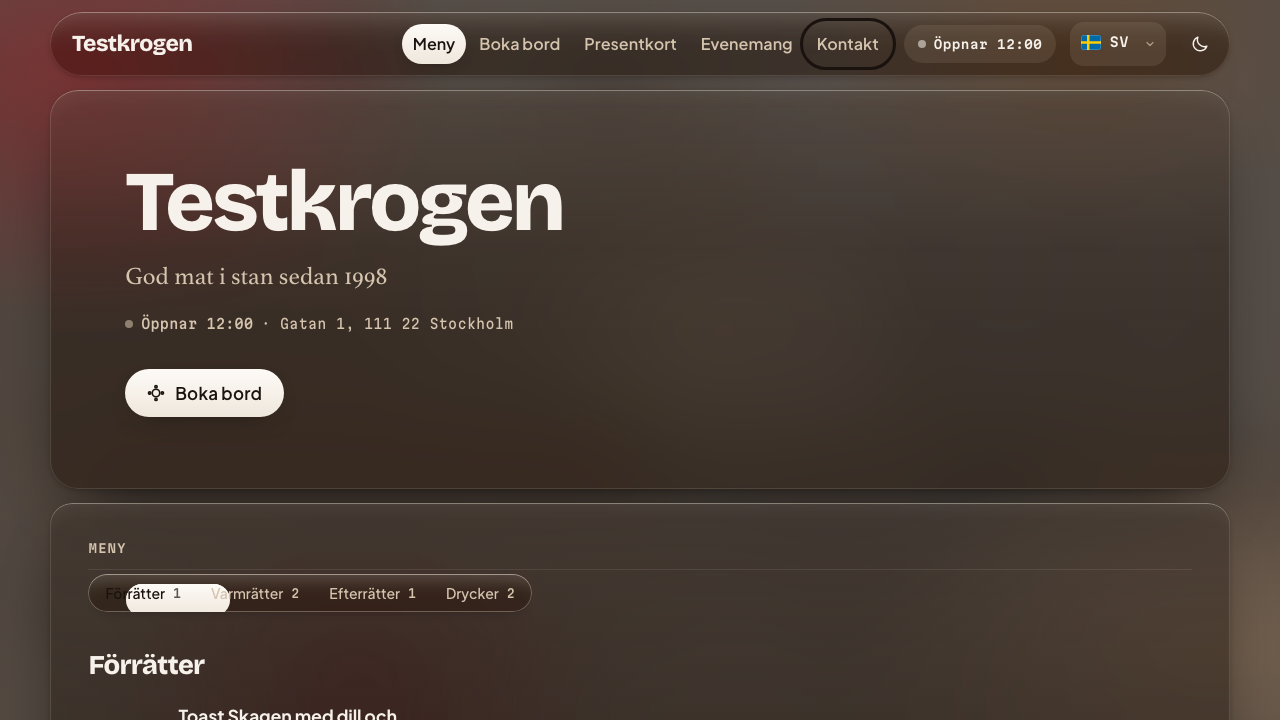 Testkrogen
Meny Boka bord Presentkort Evenemang Kontakt Öppnar 12:00 SV
Testkrogen
God mat i stan sedan 1998
Öppnar 12:00 · Gatan 1, 111 22 Stockholm
Boka bord
MENY
Förrätter 1 Varmrätter 2 Efterrätter 1 Drycker 2
Förrätter
Toast Skagen med dill och